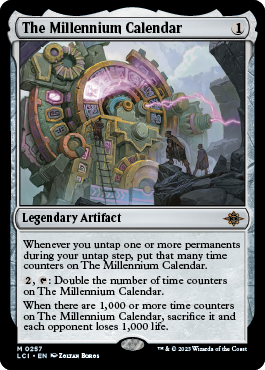 The Millennium Calendar 1
Legendary Artifact
Whenever you untap one or more permanents
during your untap step, put that many time
counters on The Millennium Calendar.
2, T: Double the number of time counters
on The Millennium Calendar.
When there are 1,000 or more time counters
on The Millennium Calendar, sacrifice it and
each opponent loses 1,000 life.
M 0257
LCI • EN Zoltan Boros
™ & © 2023 Wizards of the Coast